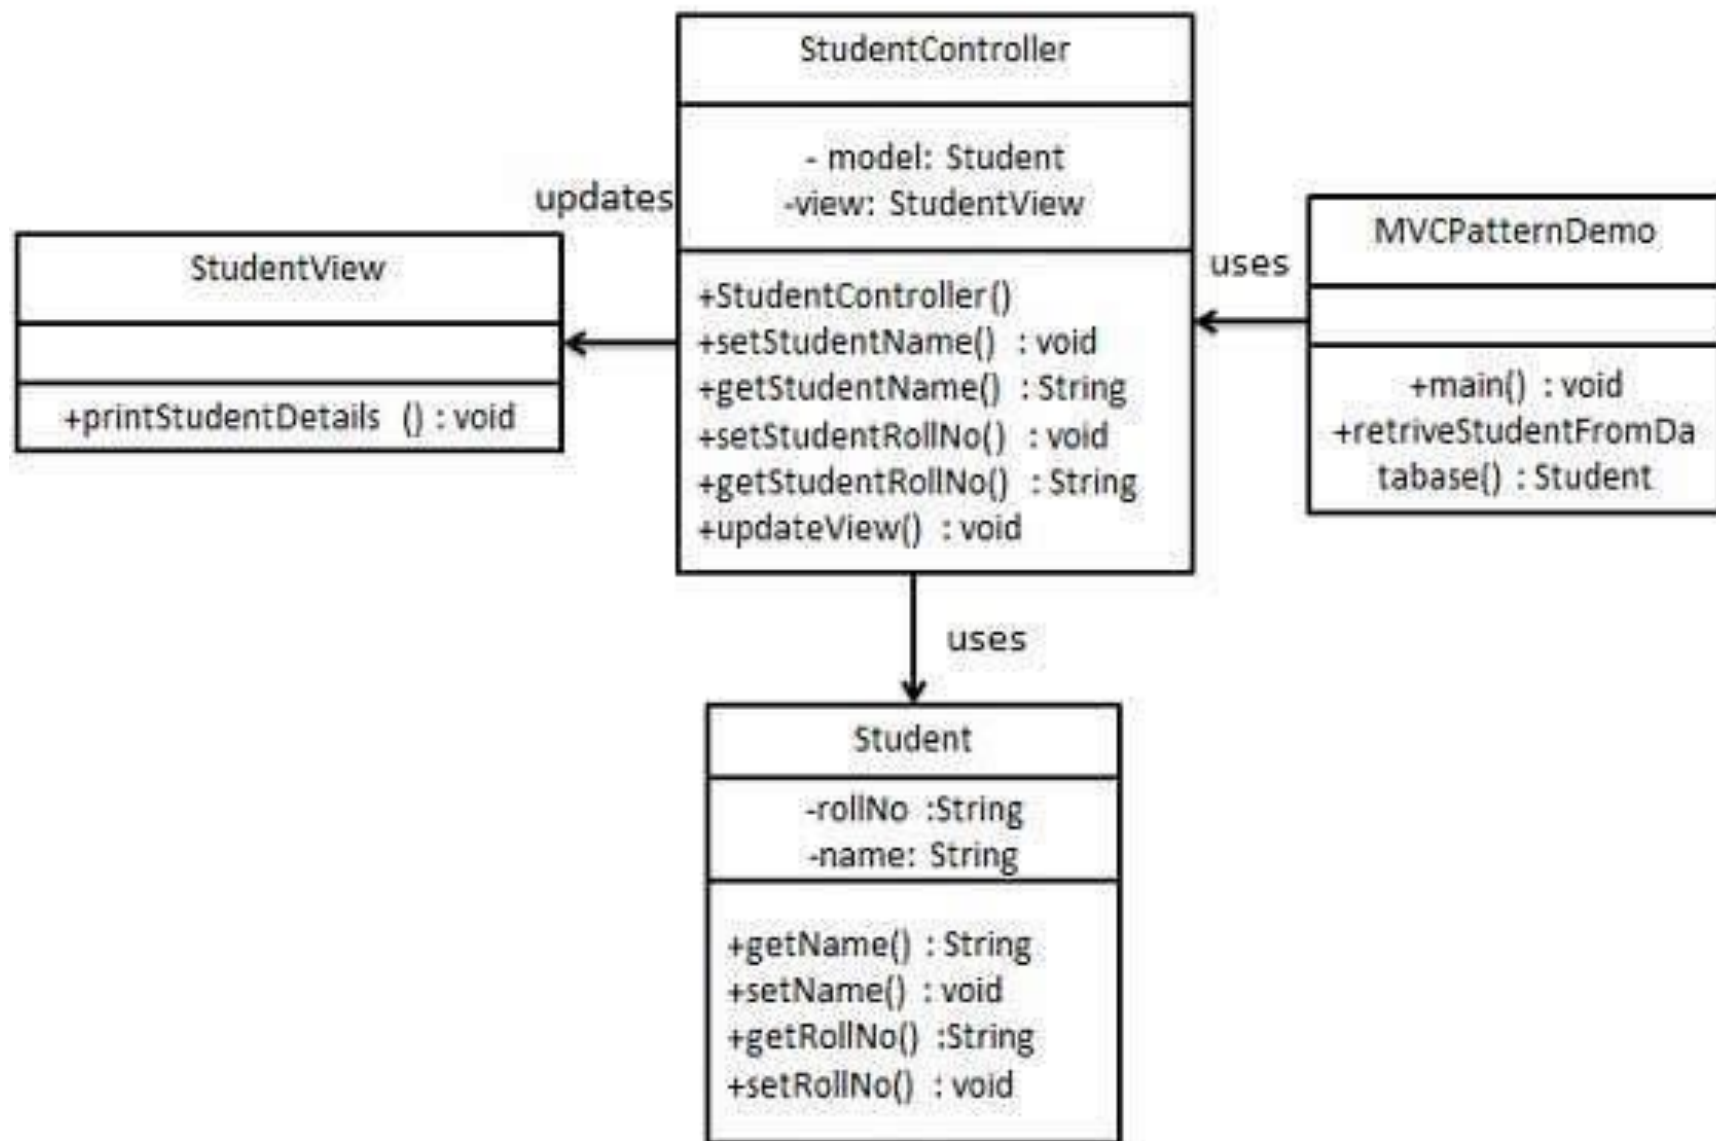 StudentController
- model: Student
-view: StudentView
+StudentController()
+setStudentName() : void
+getStudentName() : String
+setStudentRollNo() : void
+getStudentRollNo() : String
+updateView() : void
updates
StudentView
+printStudentDetails () : void
uses
MVCPatternDemo
+main() : void
+retriveStudentFromDa
tabase() : Student
uses
Student
-rollNo :String
-name: String
+getName() : String
+setName() : void
+getRollNo() :String
+setRollNo() : void